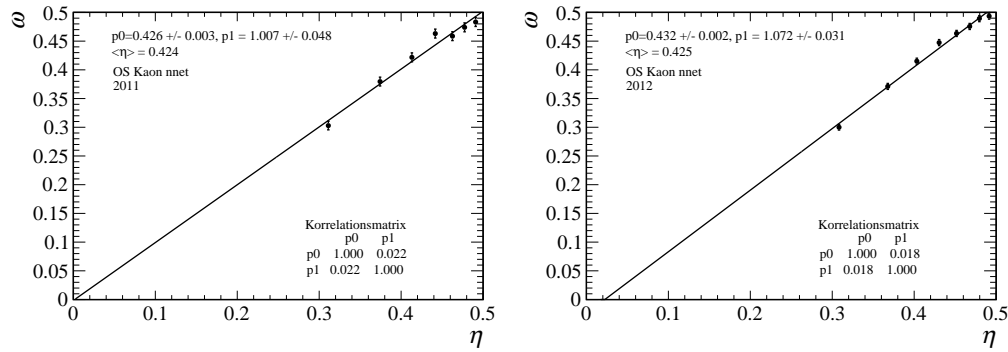 ω
p0=0.426 +/- 0.003, p1 = 1.007 +/- 0.048
<η> = 0.424
OS Kaon nnet
2011
0.5
0.45
0.4
0.35
0.3
0.25
0.2
0.15
0.1
0.05
0
Korrelationsmatrix
p0 p1
p0 1.000 0.022
p1 0.022 1.000
0 0.1 0.2 0.3 0.4 0.5
η
ω
p0=0.432 +/- 0.002, p1 = 1.072 +/- 0.031
<η> = 0.425
OS Kaon nnet
2012
0.5
0.45
0.4
0.35
0.3
0.25
0.2
0.15
0.1
0.05
0
Korrelationsmatrix
p0 p1
p0 1.000 0.018
p1 0.018 1.000
0 0.1 0.2 0.3 0.4 0.5
η